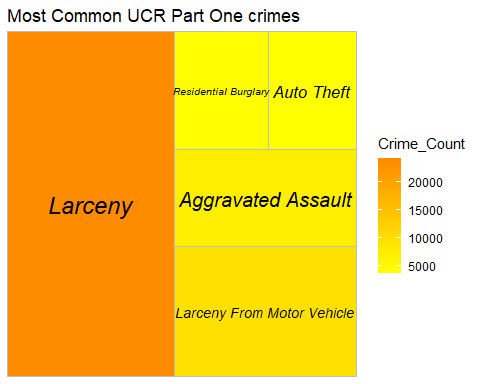 Most Common UCR Part One crimes
Residential Burglary
Auto Theft
Larceny
Aggravated Assault
Larceny From Motor Vehicle
Crime_Count
20000
15000
10000
5000